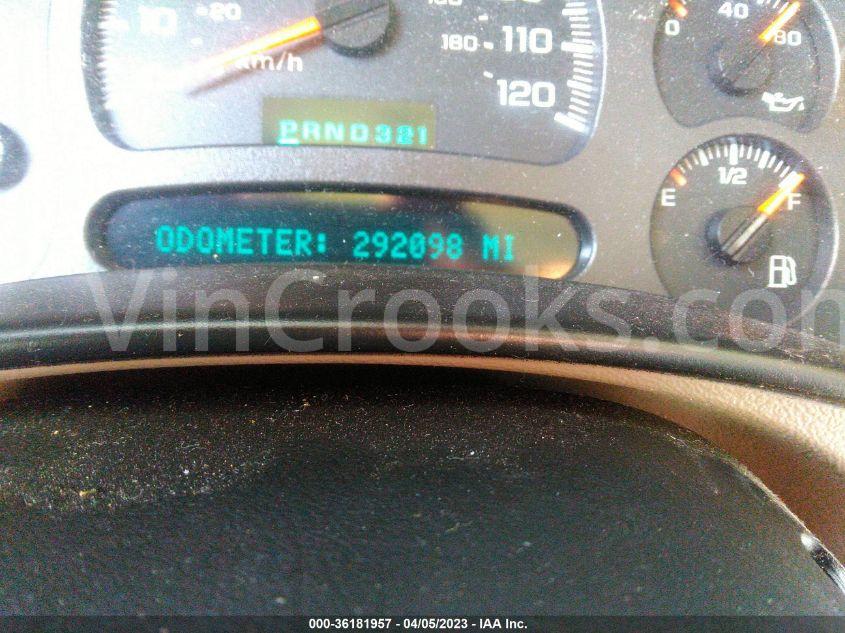 10 20
km/h
180 110
120
0 40 80
PRND321
E 1/2 F
ODOMETER: 292098 MI
VinCrooks.com
000-36181957 - 04/05/2023 - IAA Inc.